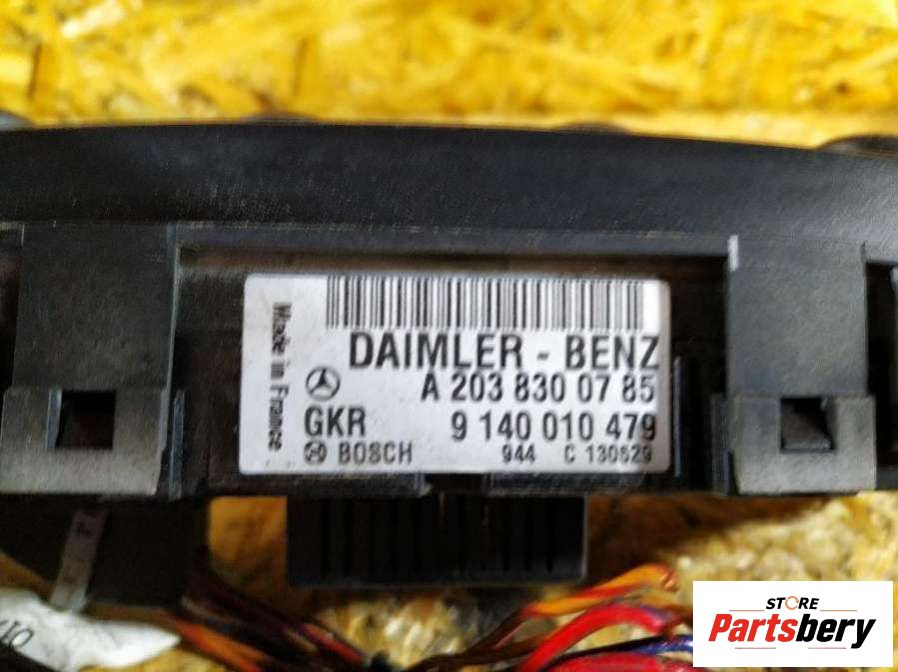 Made in France
DAIMLER - BENZ
A 203 830 07 85
GKR 9 140 010 479
BOSCH 944 C 130629
STORE
Partsbery